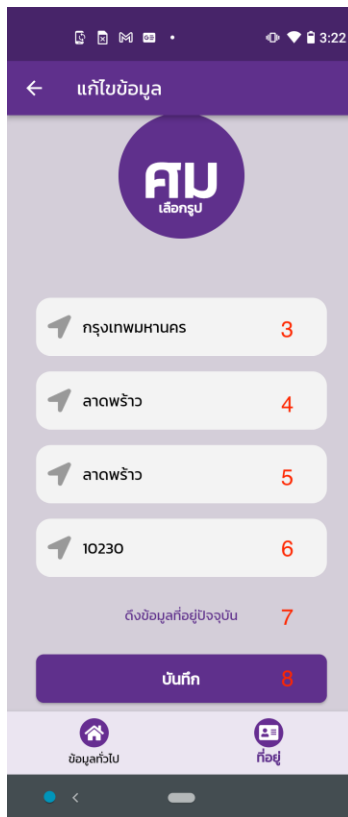 3:22
แก้ไขข้อมูล
ศม
เลือกรูป
กรุงเทพมหานคร 3
ลาดพร้าว 4
ลาดพร้าว 5
10230 6
ดึงข้อมูลที่อยู่ปัจจุบัน 7
บันทึก 8
ข้อมูลทั่วไป ที่อยู่